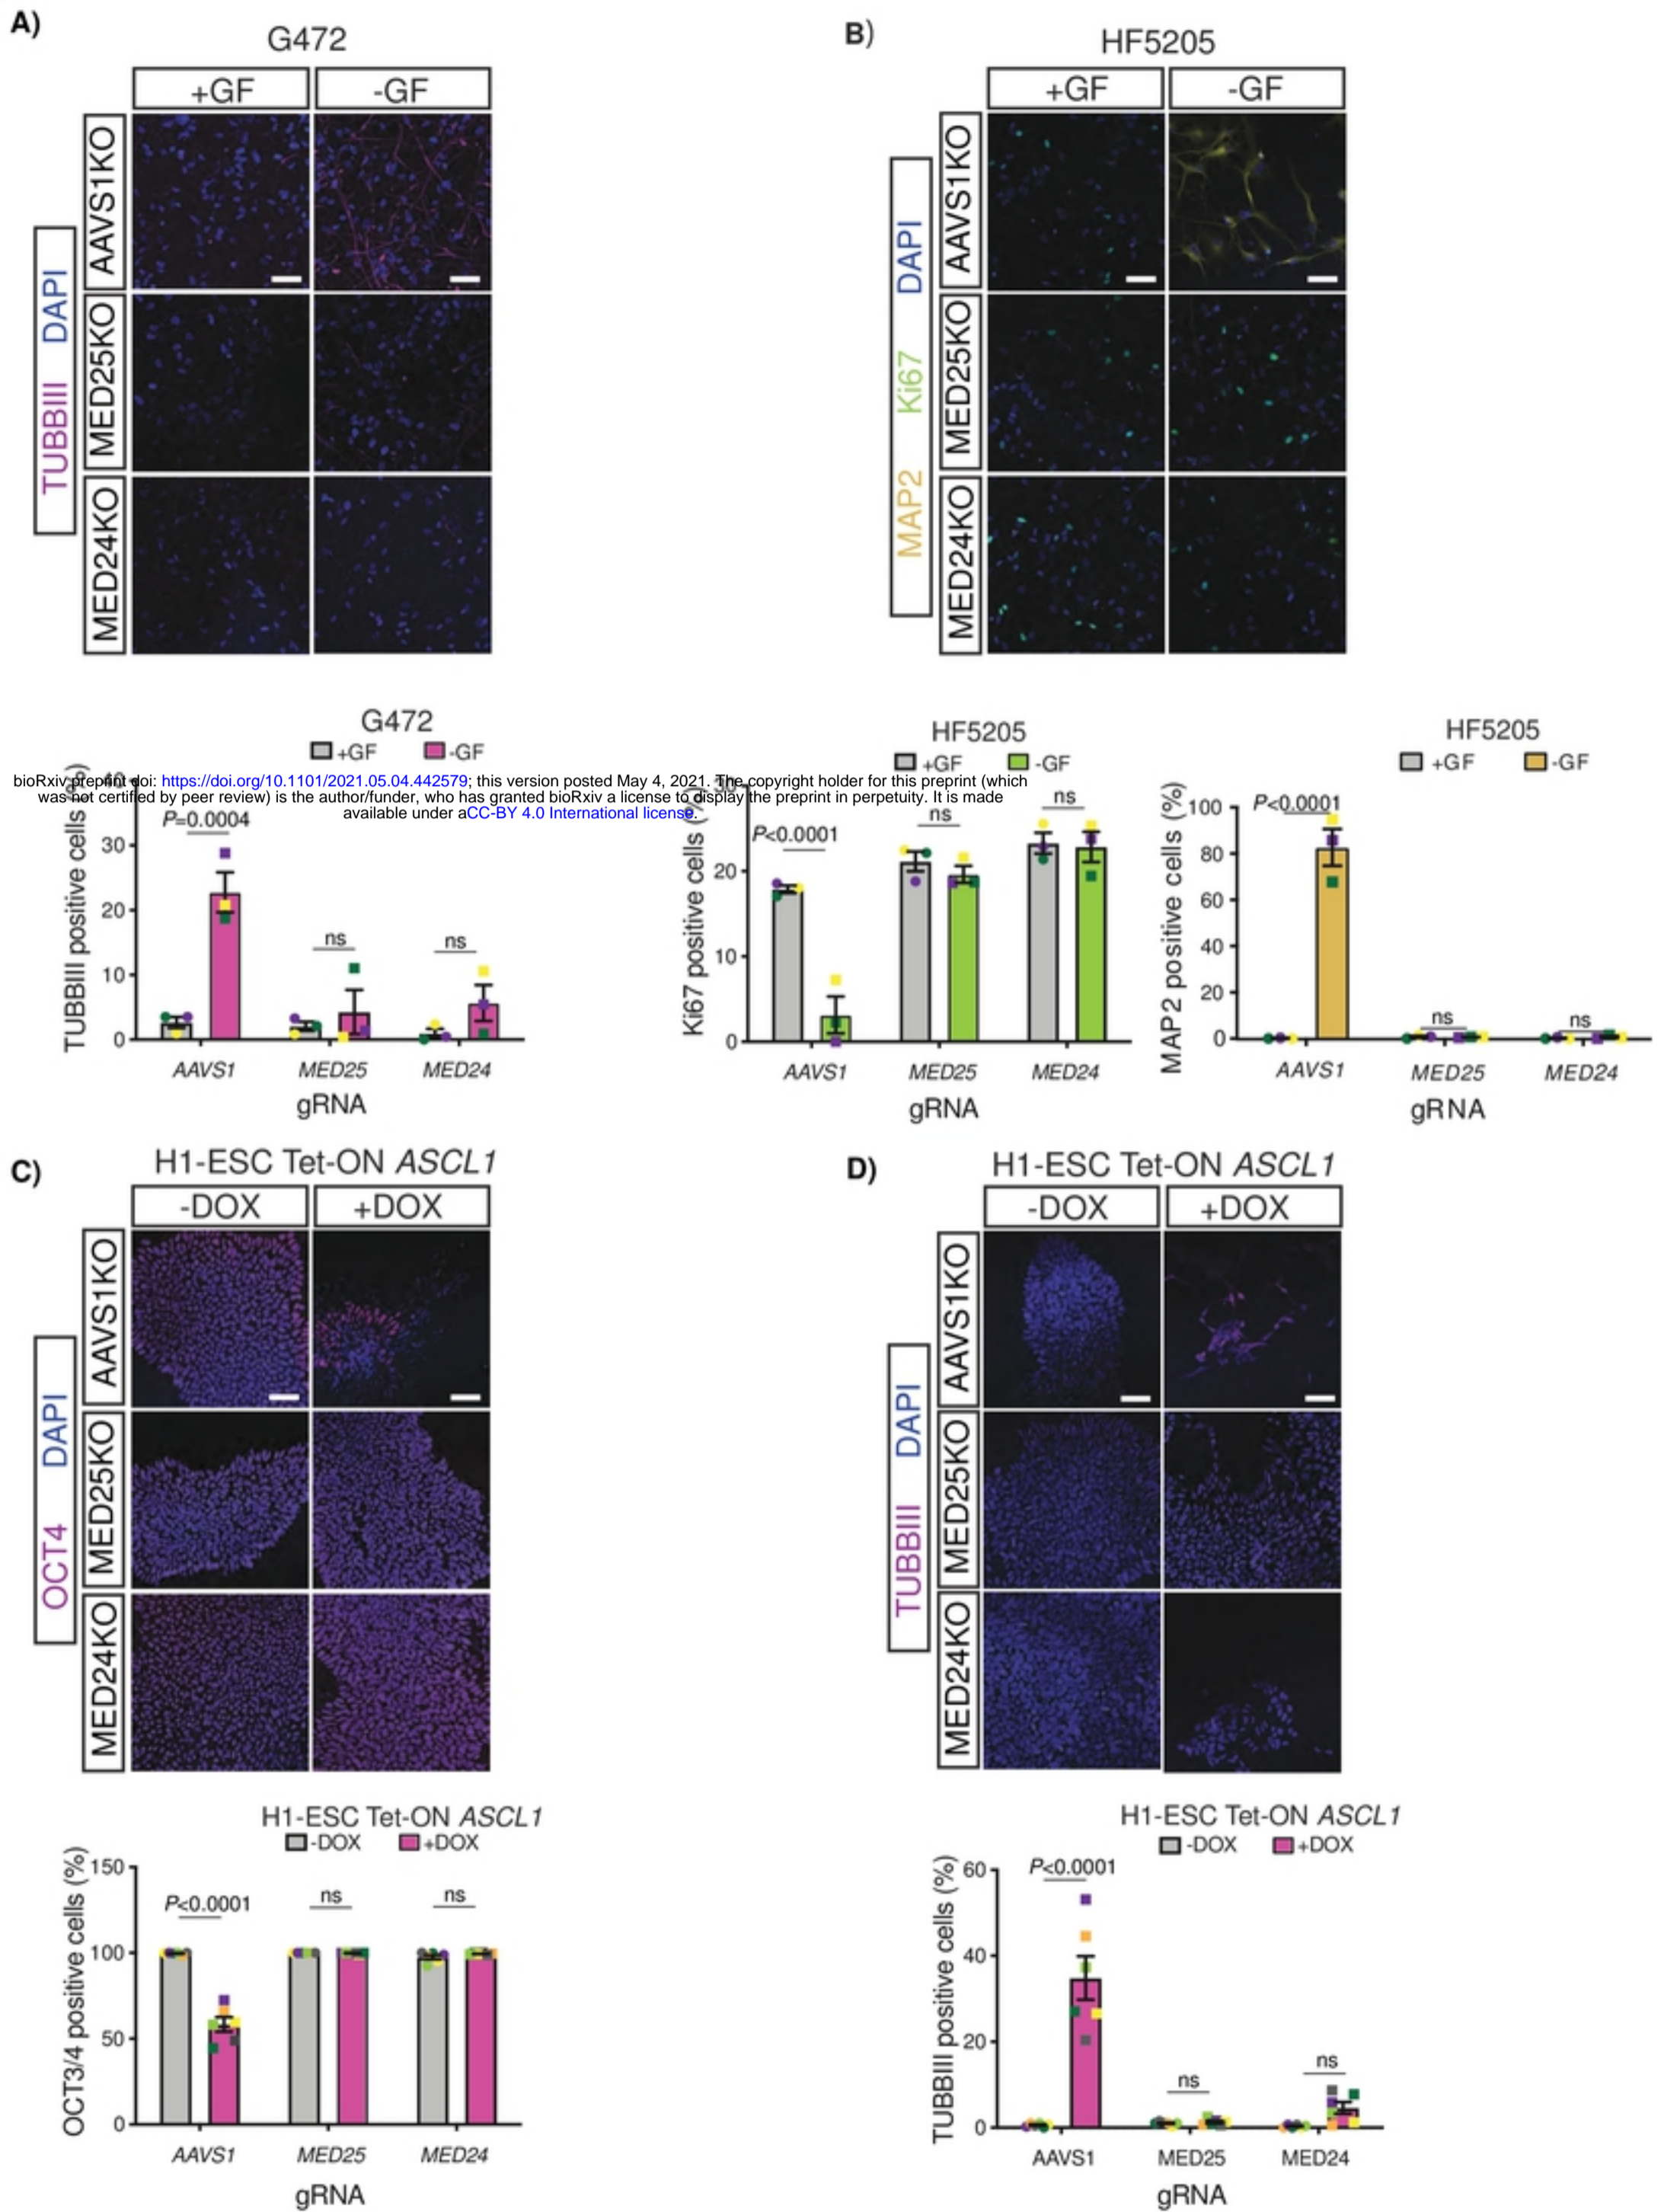 A)
G472
+GF
-GF
AAVS1KO
MED25KO
MED24KO
TUBBIII DAPI
B)
HF5205
+GF
-GF
AAVS1KO
MED25KO
MED24KO
MAP2 Ki67 DAPI
G472
+GF
-GF
TUBBIII positive cells (%)
40
30
20
10
0
P=0.0004
ns
ns
AAVS1
MED25
MED24
gRNA
bioRxiv preprint doi: https://doi.org/10.1101/2021.05.04.442579; this version posted May 4, 2021. The copyright holder for this preprint (which
was not certified by peer review) is the author/funder, who has granted bioRxiv a license to display the preprint in perpetuity. It is made
available under aCC-BY 4.0 International license.
HF5205
+GF
-GF
Ki67 positive cells (%)
30
20
10
0
P<0.0001
ns
ns
AAVS1
MED25
MED24
gRNA
HF5205
+GF
-GF
MAP2 positive cells (%)
100
80
60
40
20
0
P<0.0001
ns
ns
AAVS1
MED25
MED24
gRNA
C)
H1-ESC Tet-ON ASCL1
-DOX
+DOX
AAVS1KO
MED25KO
MED24KO
OCT4 DAPI
D)
H1-ESC Tet-ON ASCL1
-DOX
+DOX
AAVS1KO
MED25KO
MED24KO
TUBBIII DAPI
H1-ESC Tet-ON ASCL1
-DOX
+DOX
OCT3/4 positive cells (%)
150
100
50
0
P<0.0001
ns
ns
AAVS1
MED25
MED24
gRNA
H1-ESC Tet-ON ASCL1
-DOX
+DOX
TUBBIII positive cells (%)
60
40
20
0
P<0.0001
ns
ns
AAVS1
MED25
MED24
gRNA